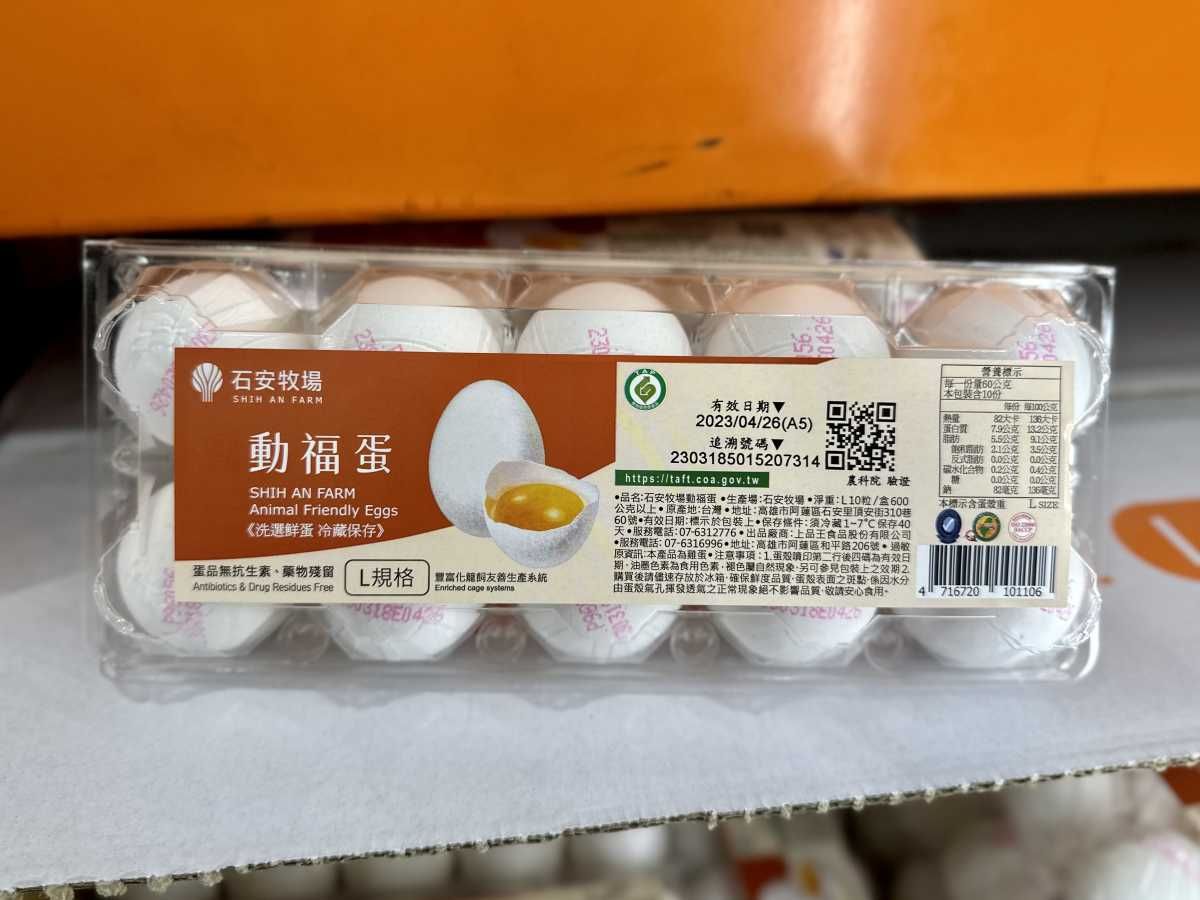 石安牧場
SHIH AN FARM
動福蛋
SHIH AN FARM
Animal Friendly Eggs
《洗選鮮蛋 冷藏保存》
蛋品無抗生素、藥物殘留
Antibiotics & Drug Residues Free
L規格
豐富化籠飼友善生產系統
Enriched cage systems
TAP
有效日期▼
2023/04/26(A5)
追溯號碼▼
2303185015207314
農科院 驗證
https://taft.coa.gov.tw
•品名:石安牧場動福蛋•生產場:石安牧場•淨重:L10粒/盒600
公克以上•原產地:台灣•地址:高雄市阿蓮區石安里頂安街310巷
60號•有效日期:標示於包裝上•保存條件:須冷藏1~7℃保存40
天•服務電話:07-6312776•出品廠商:上品王食品股份有限公司
•服務電話:07-6316996•地址:高雄市阿蓮區和平路206號•過敏
原資訊:本產品為雞蛋•注意事項:1.蛋殼噴印第二行後四碼為有效日
期,油墨色素為食用色素,褪色屬自然現象,另可參見包裝上之效期2.
購買後請儘速存放於冰箱,確保鮮度品質,蛋殼表面之斑點,係因水分
由蛋殼氣孔揮發透氣之正常現象絕不影響品質,敬請安心食用。
營養標示
每一份量60公克
本包裝含10份
每份 每100公克
熱量 82大卡 136大卡
蛋白質 7.9公克 13.2公克
脂肪 5.5公克 9.1公克
飽和脂肪 2.1公克 3.5公克
反式脂肪 0.0公克 0.0公克
碳水化合物 0.2公克 0.4公克
糖 0.0公克 0.0公克
鈉 82毫克 136毫克
本標示含蛋殼重 L SIZE
4 716720 101106
0318E0426
0318E0426